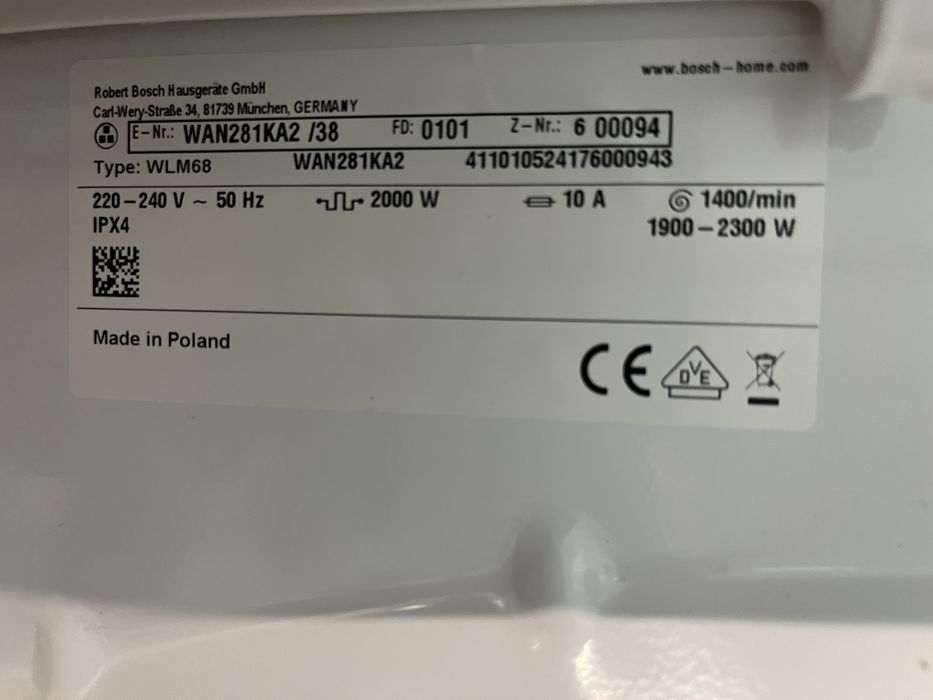 www.bosch-home.com
Robert Bosch Hausgeräte GmbH
Carl-Wery-Straße 34, 81739 München, GERMANY
E-Nr.: WAN281KA2 /38 FD: 0101 Z-Nr.: 6 00094
Type: WLM68 WAN281KA2 411010524176000943
220-240 V ~ 50 Hz 2000 W 10 A 1400/min
IPX4 1900-2300 W
Made in Poland
CE DVE